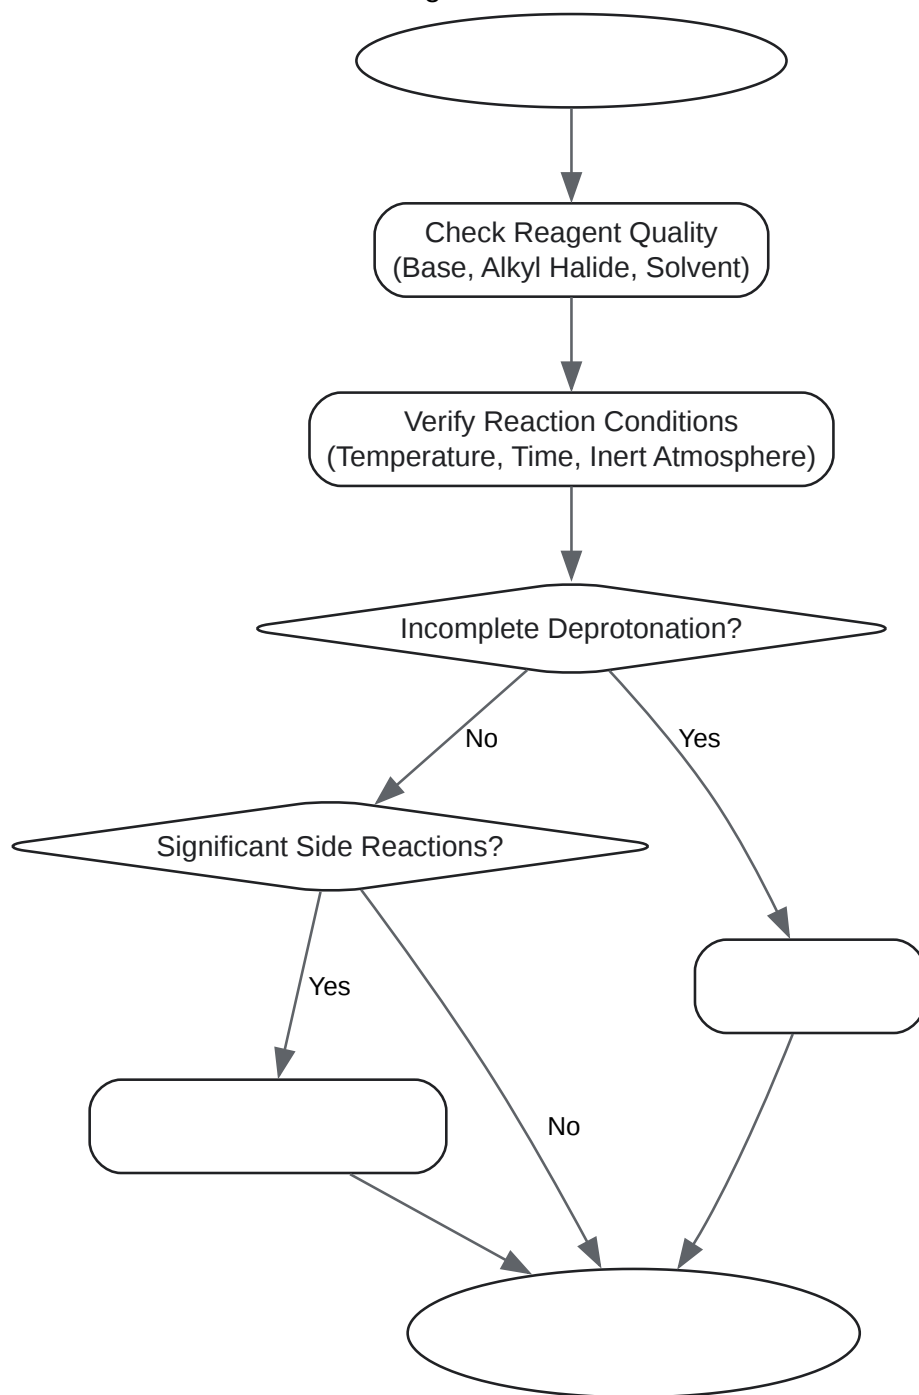 Check Reagent Quality
(Base, Alkyl Halide, Solvent)
Verify Reaction Conditions
(Temperature, Time, Inert Atmosphere)
Incomplete Deprotonation?
No
Yes
Significant Side Reactions?
Yes
No